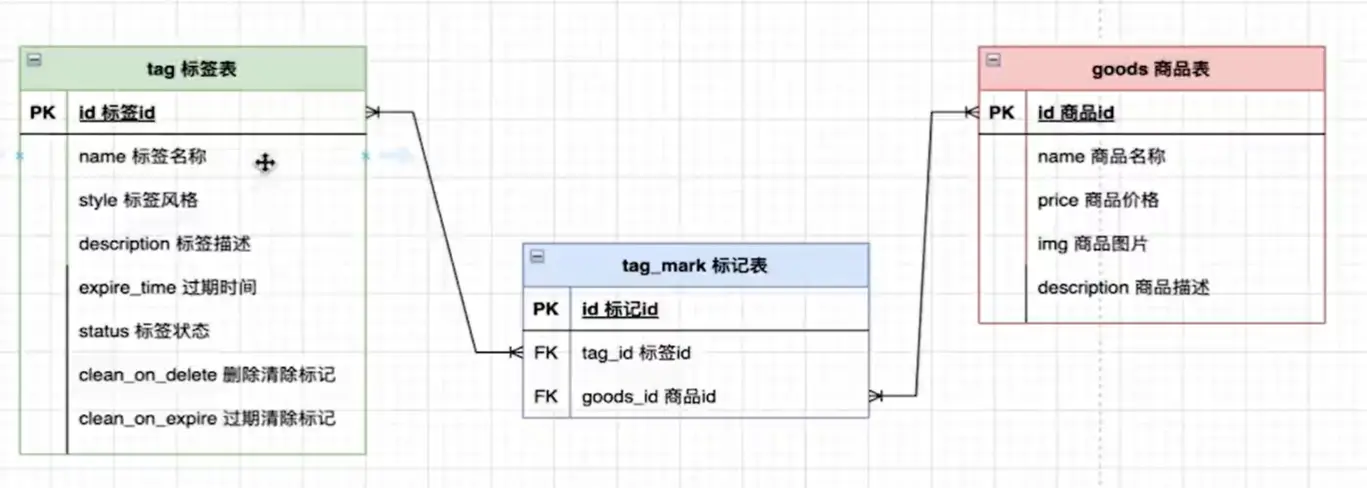 tag 标签表
PK id 标签id
name 标签名称
style 标签风格
description 标签描述
expire_time 过期时间
status 标签状态
clean_on_delete 删除清除标记
clean_on_expire 过期清除标记
tag_mark 标记表
PK id 标记id
FK tag_id 标签id
FK goods_id 商品id
goods 商品表
PK id 商品id
name 商品名称
price 商品价格
img 商品图片
description 商品描述